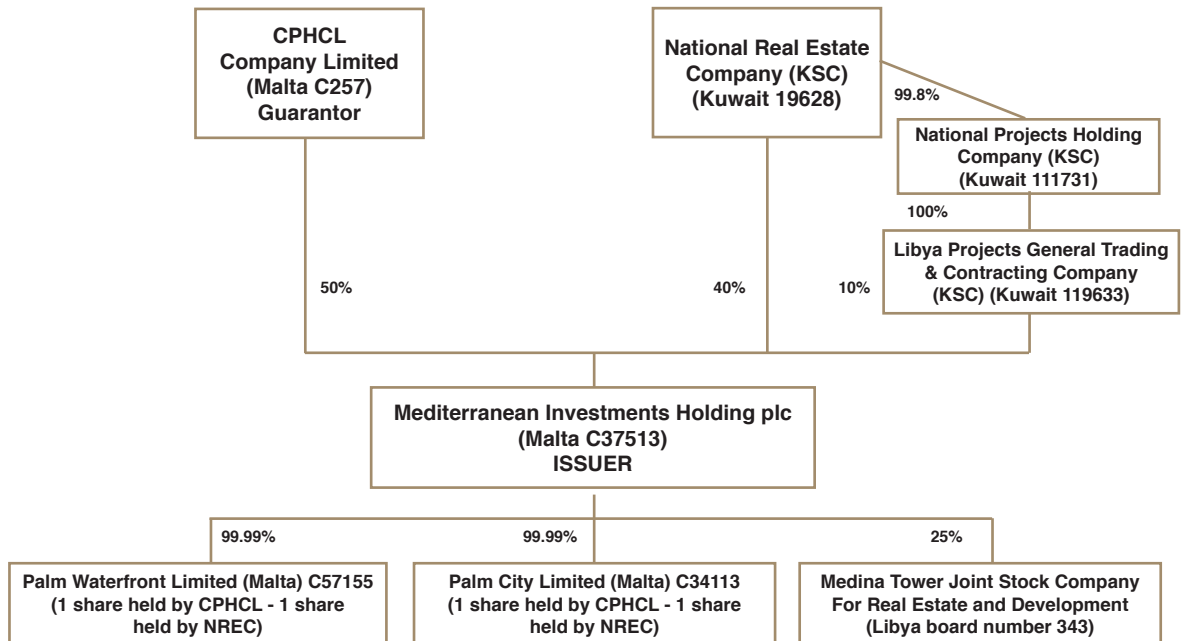 CPHCL
Company Limited
(Malta C257)
Guarantor
National Real Estate
Company (KSC)
(Kuwait 19628)
99.8%
National Projects Holding
Company (KSC)
(Kuwait 111731)
100%
Libya Projects General Trading
& Contracting Company
(KSC) (Kuwait 119633)
50%
40%
10%
Mediterranean Investments Holding plc
(Malta C37513)
ISSUER
99.99%
99.99%
25%
Palm Waterfront Limited (Malta) C57155
(1 share held by CPHCL - 1 share
held by NREC)
Palm City Limited (Malta) C34113
(1 share held by CPHCL - 1 share
held by NREC)
Medina Tower Joint Stock Company
For Real Estate and Development
(Libya board number 343)